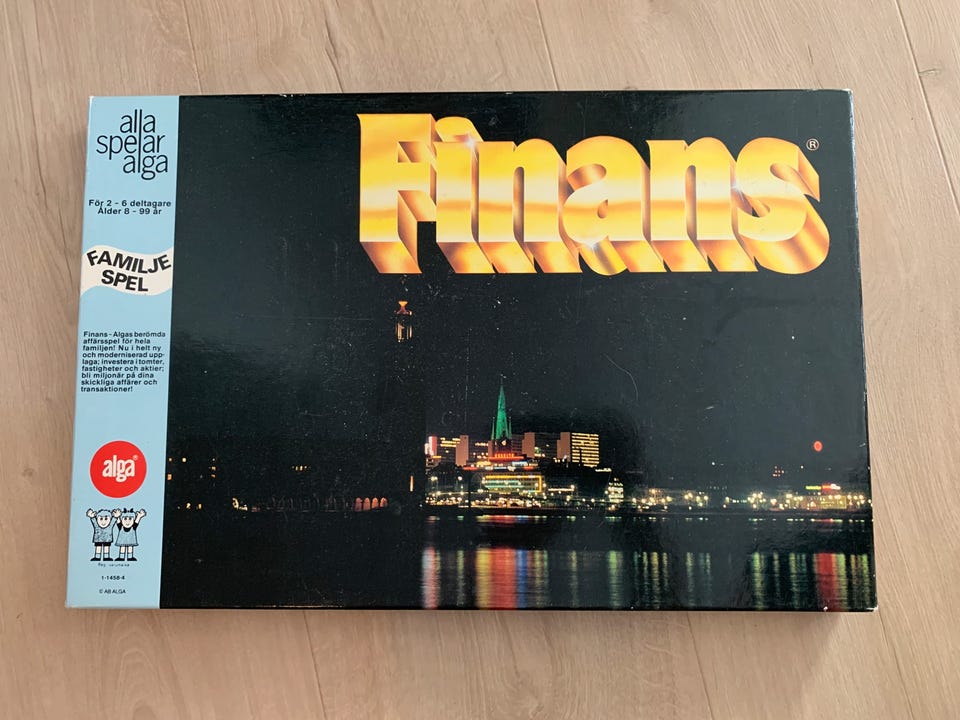 alla
spelar
alga
För 2 - 6 deltagare
Ålder 8 - 99 år
FAMILJE
SPEL
Finans - Algas berömda
affärsspel för hela
familjen! Nu i helt ny
och moderniserad upp-
laga; investera i tomter,
fastigheter och aktier;
bli miljonär på dina
skickliga affärer och
transaktioner!
alga®
1-1458-4
© AB ALGA
Finans®